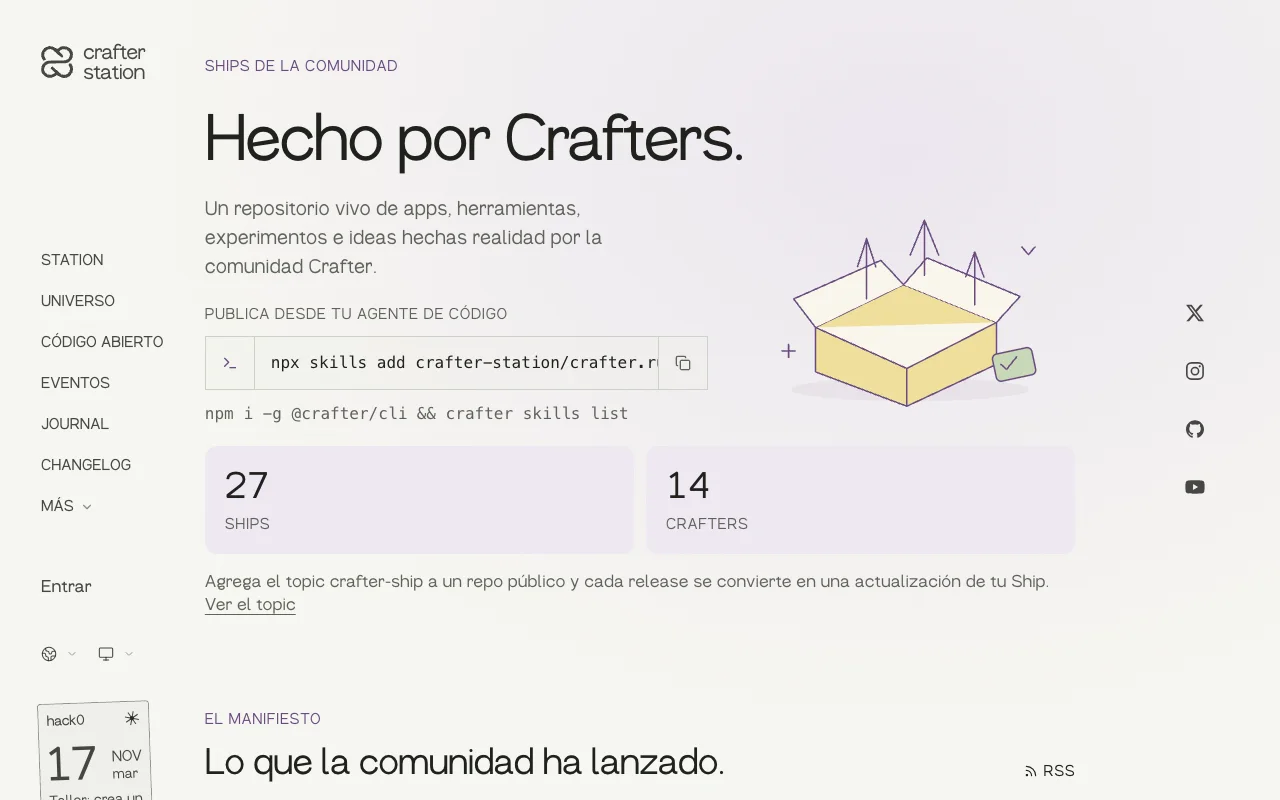 crafter
station
STATION
UNIVERSO
CÓDIGO ABIERTO
EVENTOS
JOURNAL
CHANGELOG
MÁS
Entrar
hack0
17
NOV
mar
SHIPS DE LA COMUNIDAD
Hecho por Crafters.
Un repositorio vivo de apps, herramientas,
experimentos e ideas hechas realidad por la
comunidad Crafter.
PUBLICA DESDE TU AGENTE DE CÓDIGO
npx skills add crafter-station/crafter.ru
npm i -g @crafter/cli && crafter skills list
27
SHIPS
14
CRAFTERS
Agrega el topic crafter-ship a un repo público y cada release se convierte en una actualización de tu Ship.
Ver el topic
EL MANIFIESTO
Lo que la comunidad ha lanzado.
RSS